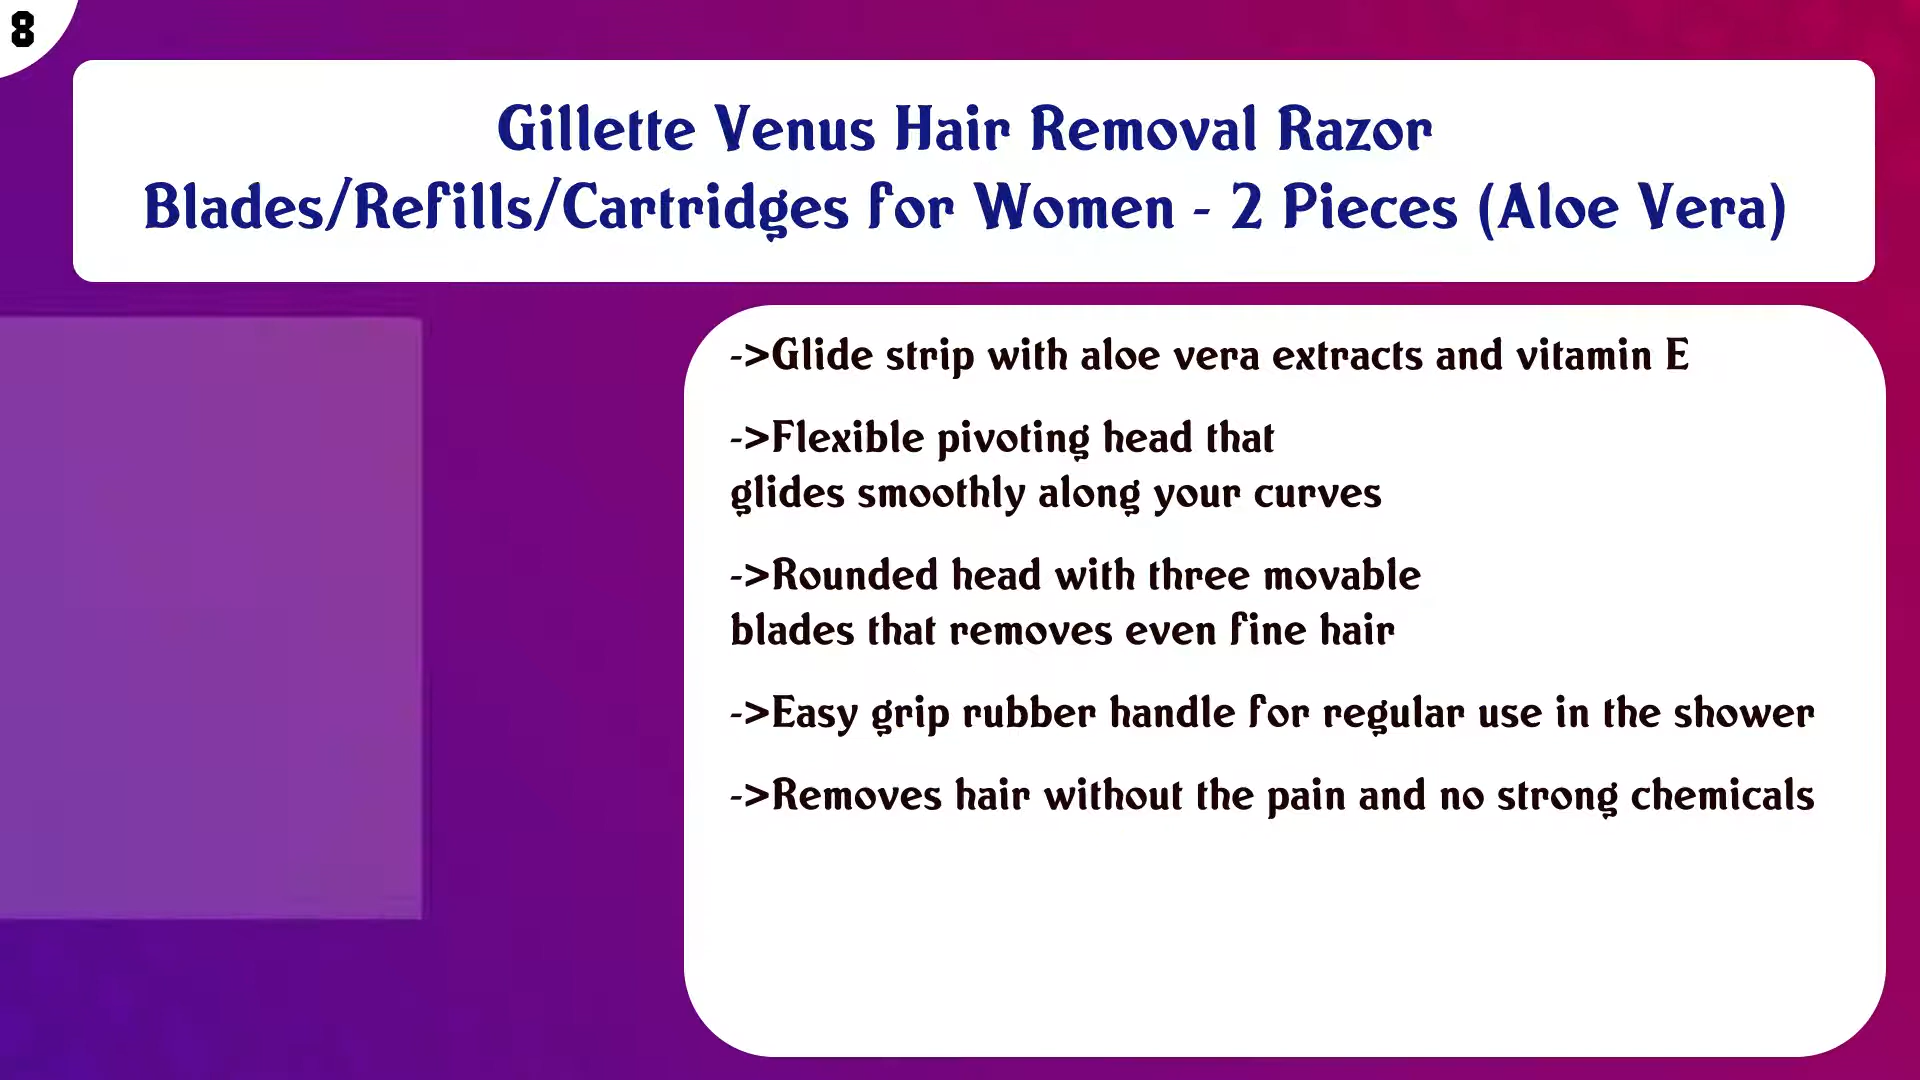 8
Gillette Venus Hair Removal Razor
Blades/Refills/Cartridges for Women - 2 Pieces (Aloe Vera)
->Glide strip with aloe vera extracts and vitamin E
->Flexible pivoting head that
glides smoothly along your curves
->Rounded head with three movable
blades that removes even fine hair
->Easy grip rubber handle for regular use in the shower
->Removes hair without the pain and no strong chemicals